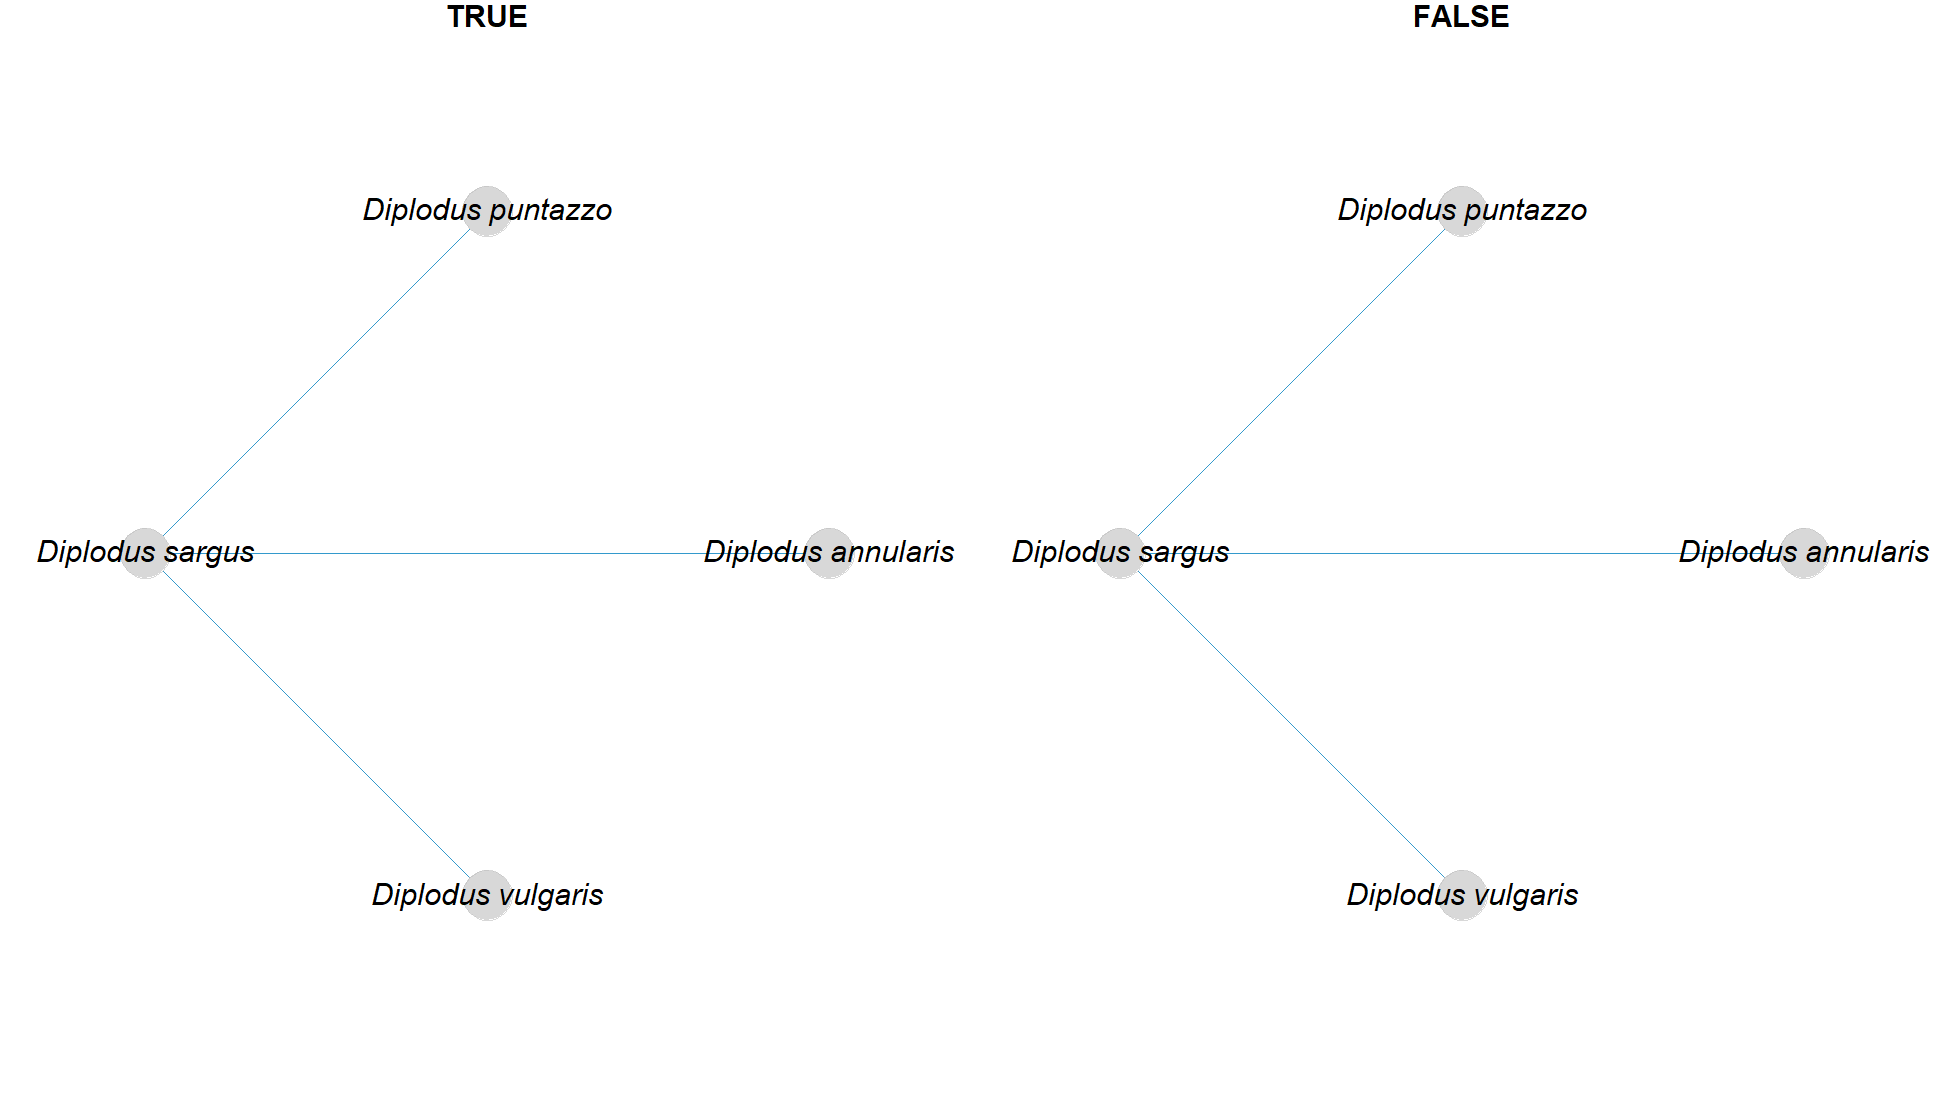 TRUE
FALSE
Diplodus puntazzo
Diplodus puntazzo
Diplodus sargus
Diplodus annularis
Diplodus sargus
Diplodus annularis
Diplodus vulgaris
Diplodus vulgaris